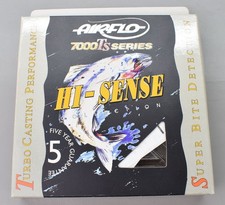 AIRFLO
7000Ts SERIES
HI-SENSE
TURBO CASTING PERFORMANCE
SUPER BITE DETECTION
5
FIVE YEAR GUARANTEE